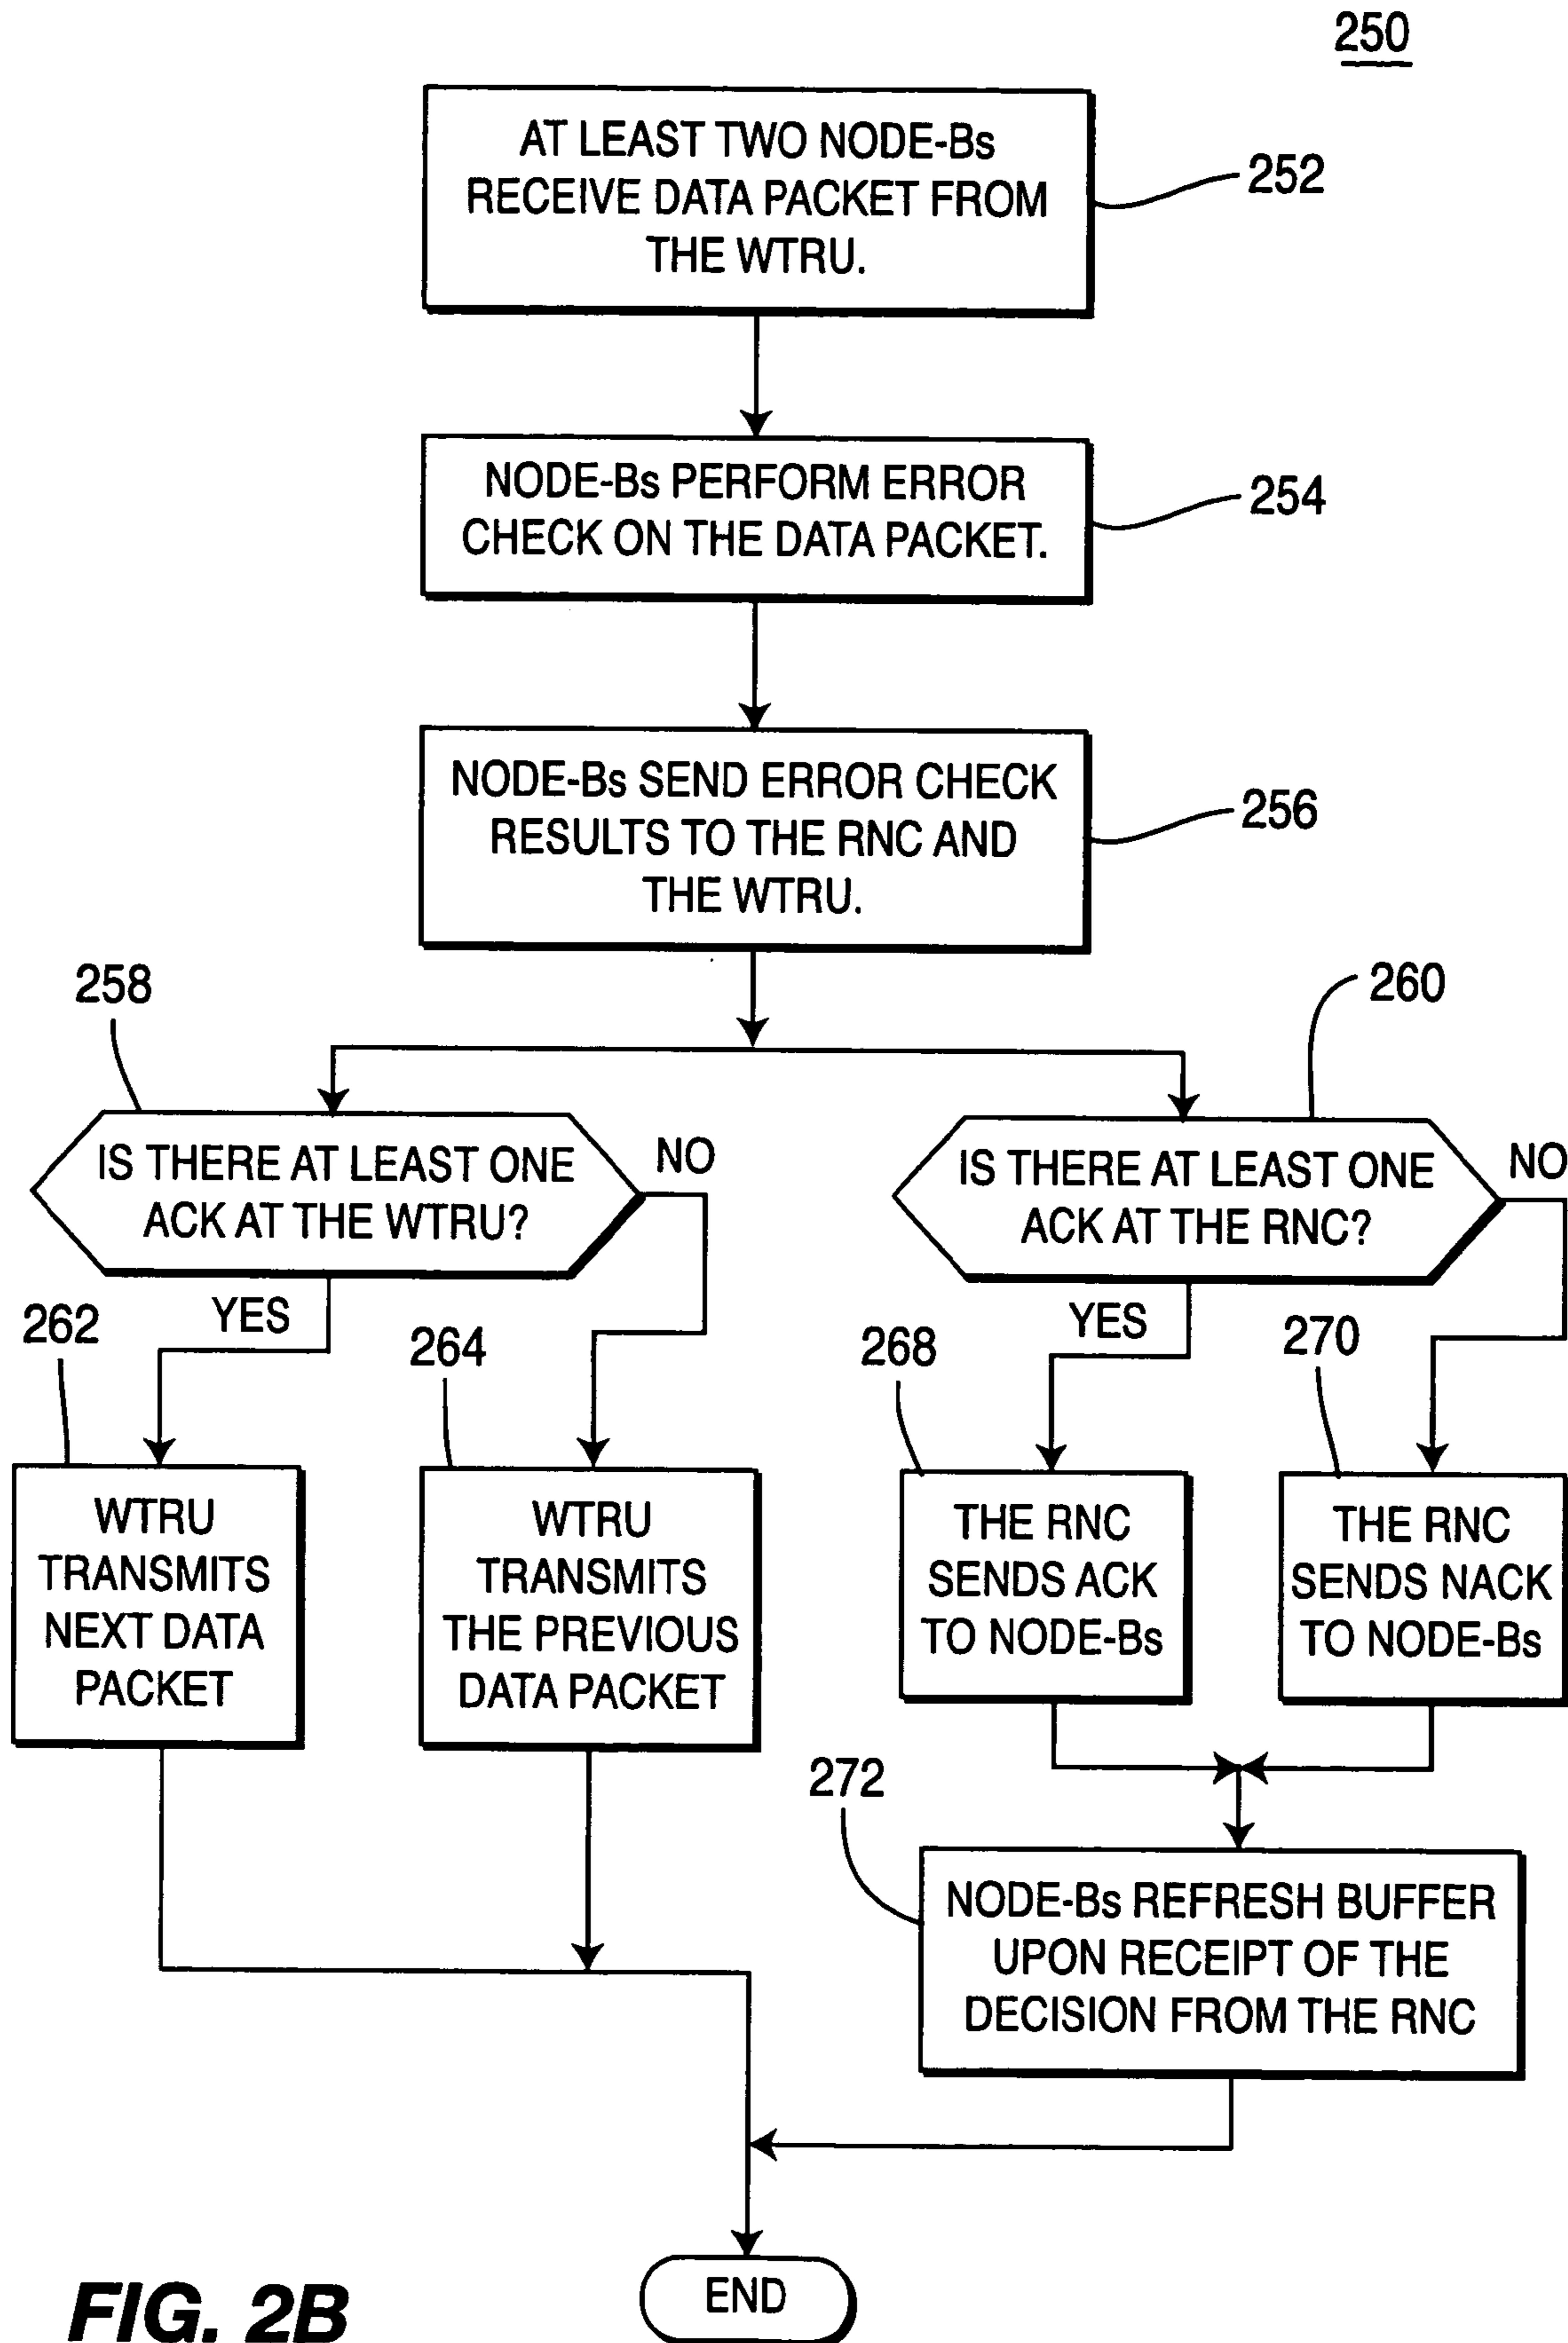 250
AT LEAST TWO NODE-Bs
RECEIVE DATA PACKET FROM
THE WTRU.
252
NODE-Bs PERFORM ERROR
CHECK ON THE DATA PACKET.
254
NODE-Bs SEND ERROR CHECK
RESULTS TO THE RNC AND
THE WTRU.
256
258
IS THERE AT LEAST ONE
ACK AT THE WTRU?
NO
YES
260
IS THERE AT LEAST ONE
ACK AT THE RNC?
NO
YES
262
WTRU
TRANSMITS
NEXT DATA
PACKET
264
WTRU
TRANSMITS
THE PREVIOUS
DATA PACKET
268
THE RNC
SENDS ACK
TO NODE-Bs
270
THE RNC
SENDS NACK
TO NODE-Bs
272
NODE-Bs REFRESH BUFFER
UPON RECEIPT OF THE
DECISION FROM THE RNC
END
FIG. 2B